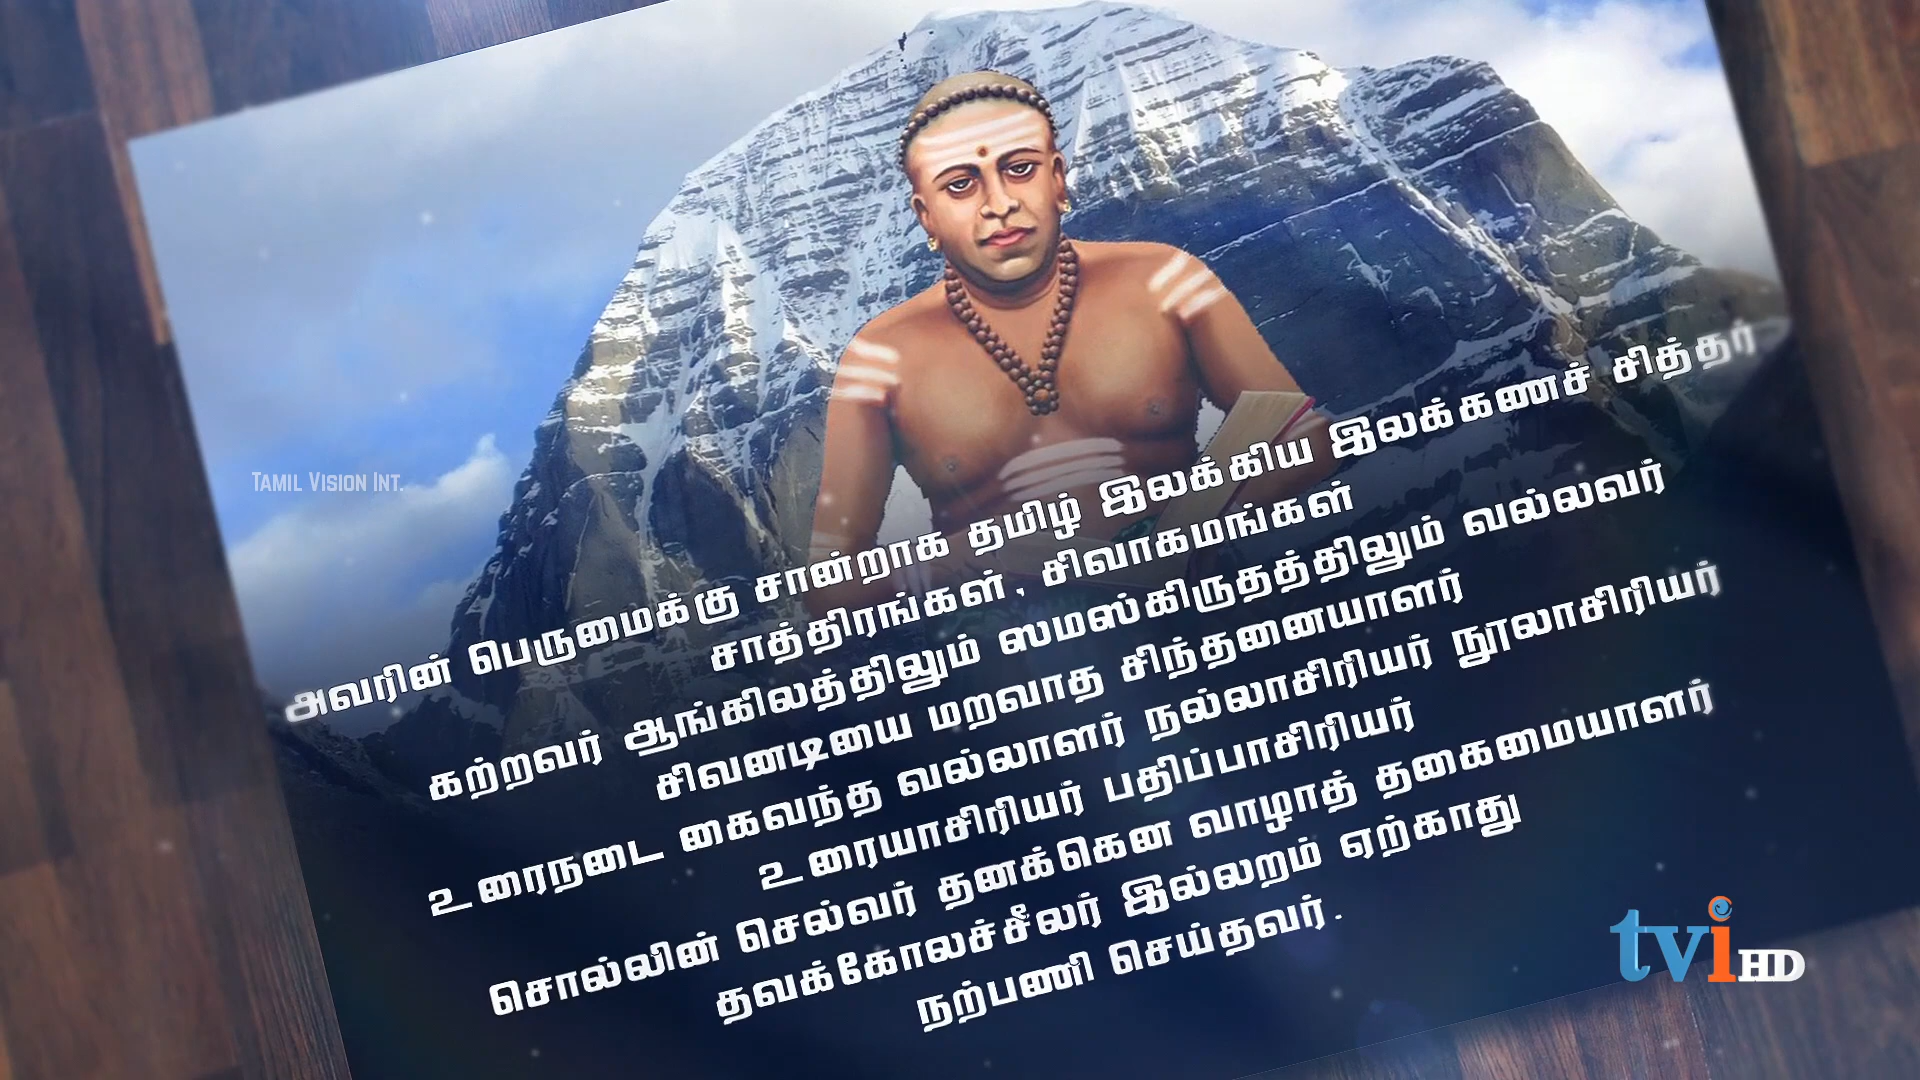 அவரின் பெருமைக்கு சான்றாக தமிழ் இலக்கிய இலக்கணச் சித்தர்
சாத்திரங்கள், சிவாகமங்கள்
கற்றவர் ஆங்கிலத்திலும் ஸமஸ்கிருதத்திலும் வல்லவர்
சிவனடியை மறவாத சிந்தனையாளர்
உரைநடை கைவந்த வல்லாளர் நல்லாசிரியர் நூலாசிரியர்
உரையாசிரியர் பதிப்பாசிரியர்
சொல்லின் செல்வர் தனக்கென வாழாத் தகைமையாளர்
தவக்கோலச்சீலர் இல்லறம் ஏற்காது
நற்பணி செய்தவர்.
TAMIL VISION INT.
tvi HD